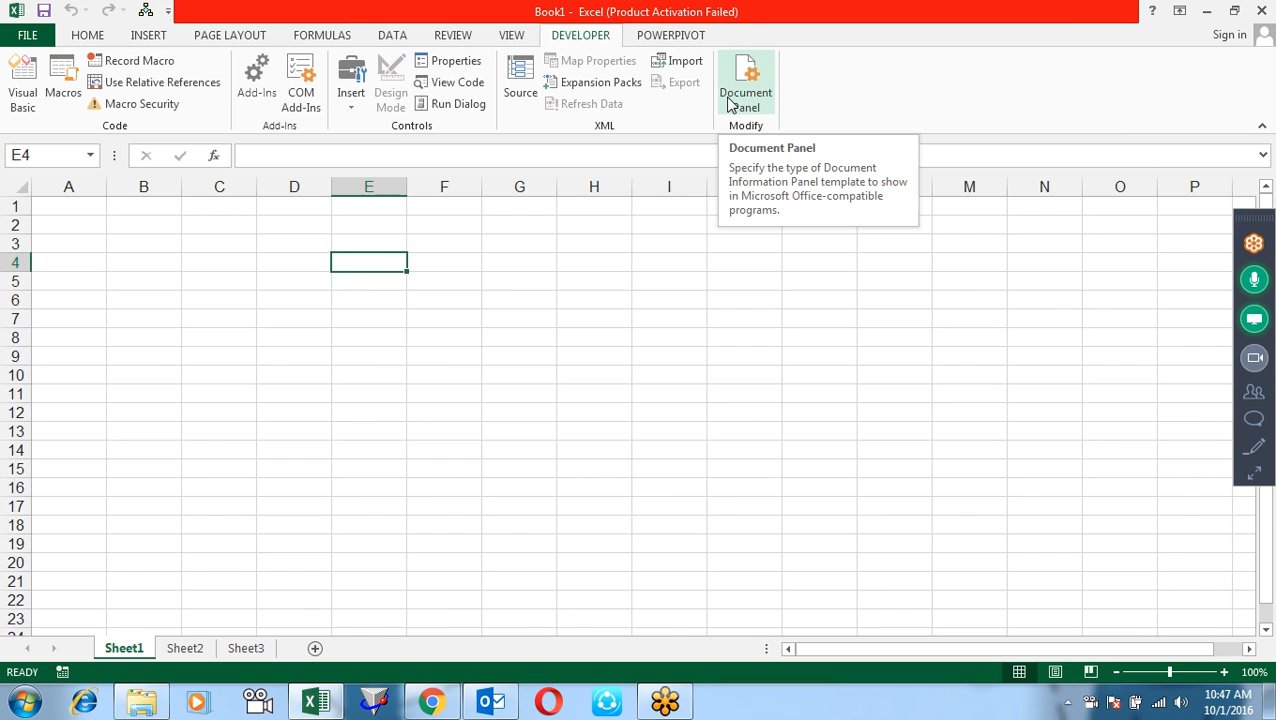 Book1 - Excel (Product Activation Failed)
FILE HOME INSERT PAGE LAYOUT FORMULAS DATA REVIEW VIEW DEVELOPER POWERPIVOT Sign in
Visual Basic
Macros
Record Macro
Use Relative References
Macro Security
Code
Add-Ins
COM Add-Ins
Add-Ins
Insert
Design Mode
Properties
View Code
Run Dialog
Controls
Source
Map Properties
Expansion Packs
Refresh Data
Import
Export
XML
Document Panel
Modify
E4
fx
Document Panel
Specify the type of Document
Information Panel template to show
in Microsoft Office-compatible
programs.
A B C D E F G H I M N O P
1
2
3
4
5
6
7
8
9
10
11
12
13
14
15
16
17
18
19
20
21
22
23
Sheet1 Sheet2 Sheet3
READY 100%
10:47 AM
10/1/2016